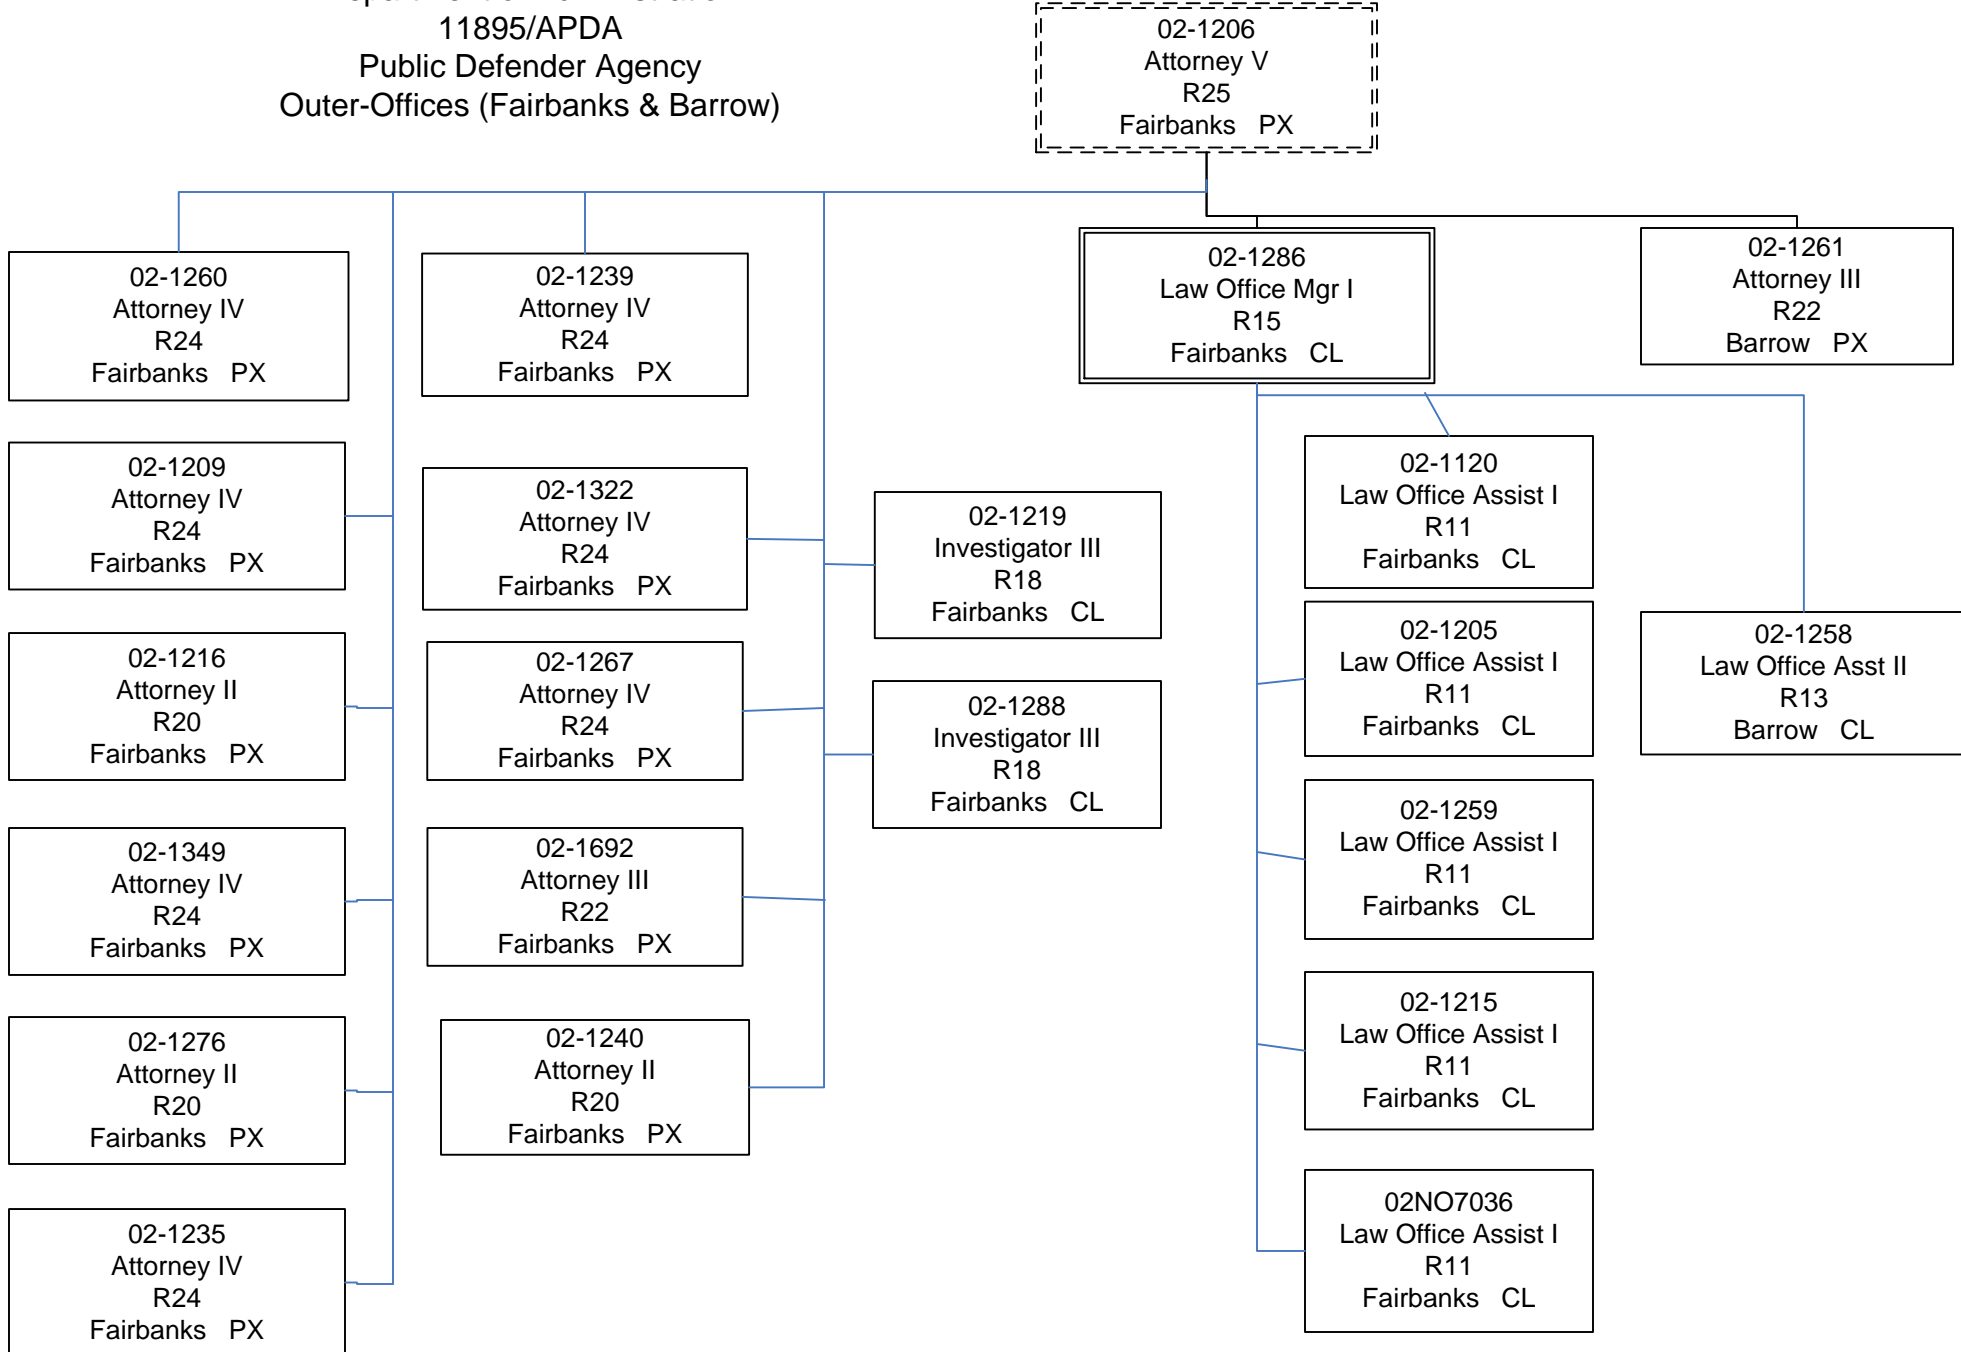 11895/APDA
Public Defender Agency
Outer-Offices (Fairbanks & Barrow)
02-1206
Attorney V
R25
Fairbanks PX
02-1260
Attorney IV
R24
Fairbanks PX
02-1239
Attorney IV
R24
Fairbanks PX
02-1286
Law Office Mgr I
R15
Fairbanks CL
02-1261
Attorney III
R22
Barrow PX
02-1209
Attorney IV
R24
Fairbanks PX
02-1322
Attorney IV
R24
Fairbanks PX
02-1219
Investigator III
R18
Fairbanks CL
02-1120
Law Office Assist I
R11
Fairbanks CL
02-1216
Attorney II
R20
Fairbanks PX
02-1267
Attorney IV
R24
Fairbanks PX
02-1288
Investigator III
R18
Fairbanks CL
02-1205
Law Office Assist I
R11
Fairbanks CL
02-1258
Law Office Asst II
R13
Barrow CL
02-1349
Attorney IV
R24
Fairbanks PX
02-1692
Attorney III
R22
Fairbanks PX
02-1259
Law Office Assist I
R11
Fairbanks CL
02-1276
Attorney II
R20
Fairbanks PX
02-1240
Attorney II
R20
Fairbanks PX
02-1215
Law Office Assist I
R11
Fairbanks CL
02-1235
Attorney IV
R24
Fairbanks PX
02NO7036
Law Office Assist I
R11
Fairbanks CL